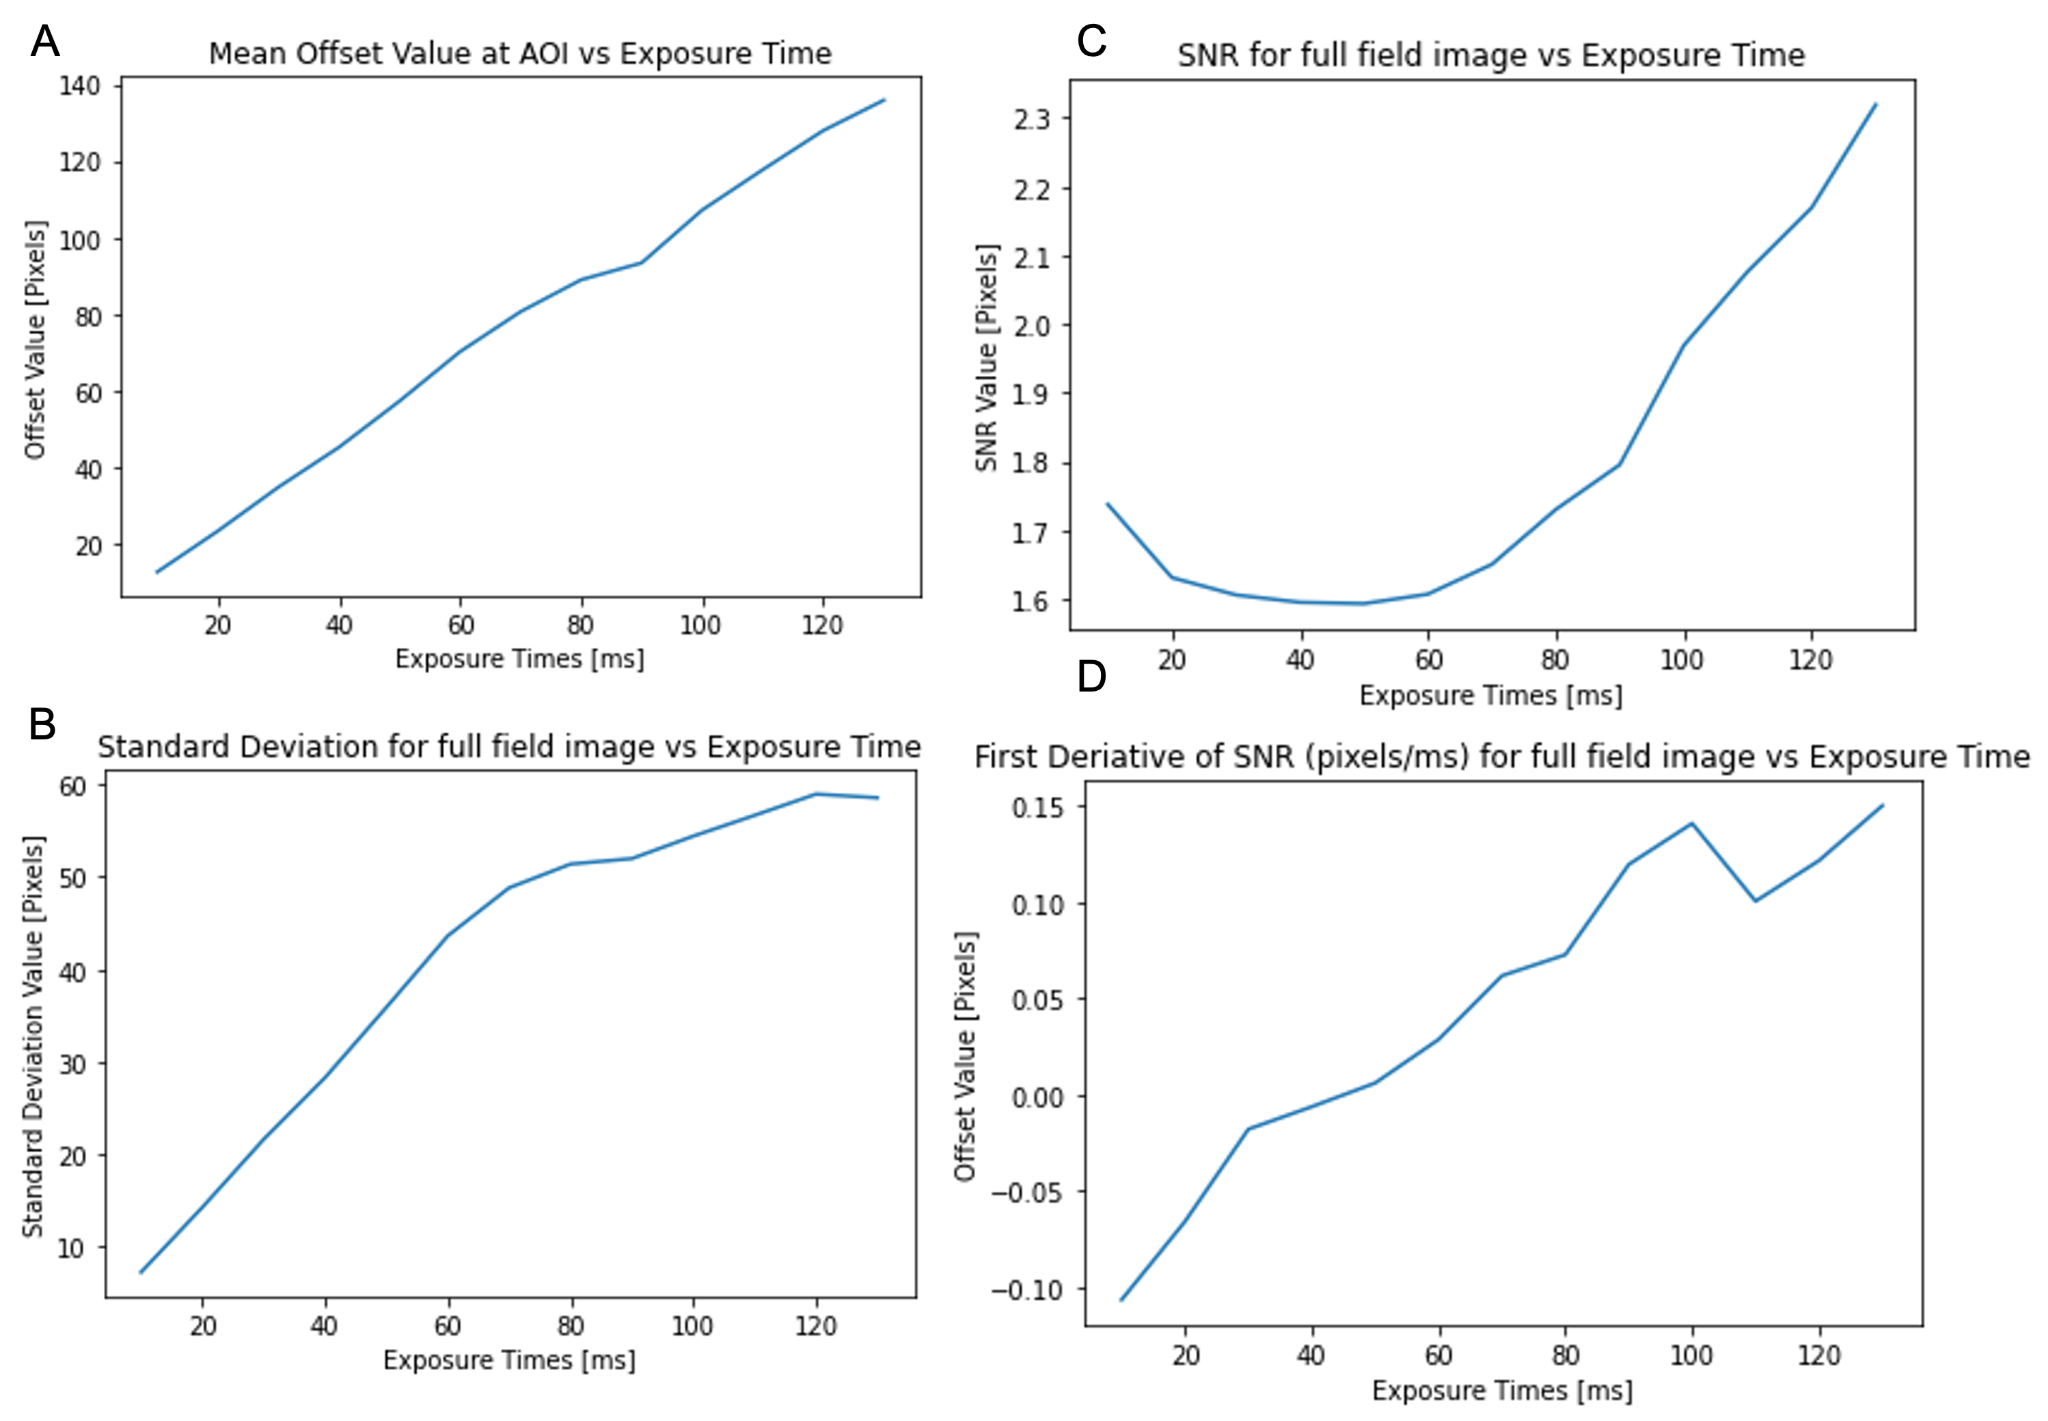 A
Mean Offset Value at AOI vs Exposure Time
Offset Value [Pixels]
140
120
100
80
60
40
20
20 40 60 80 100 120
Exposure Times [ms]
B
Standard Deviation for full field image vs Exposure Time
Standard Deviation Value [Pixels]
60
50
40
30
20
10
20 40 60 80 100 120
Exposure Times [ms]
C
SNR for full field image vs Exposure Time
SNR Value [Pixels]
2.3
2.2
2.1
2.0
1.9
1.8
1.7
1.6
20 40 60 80 100 120
Exposure Times [ms]
D
First Deriative of SNR (pixels/ms) for full field image vs Exposure Time
Offset Value [Pixels]
0.15
0.10
0.05
0.00
−0.05
−0.10
20 40 60 80 100 120
Exposure Times [ms]